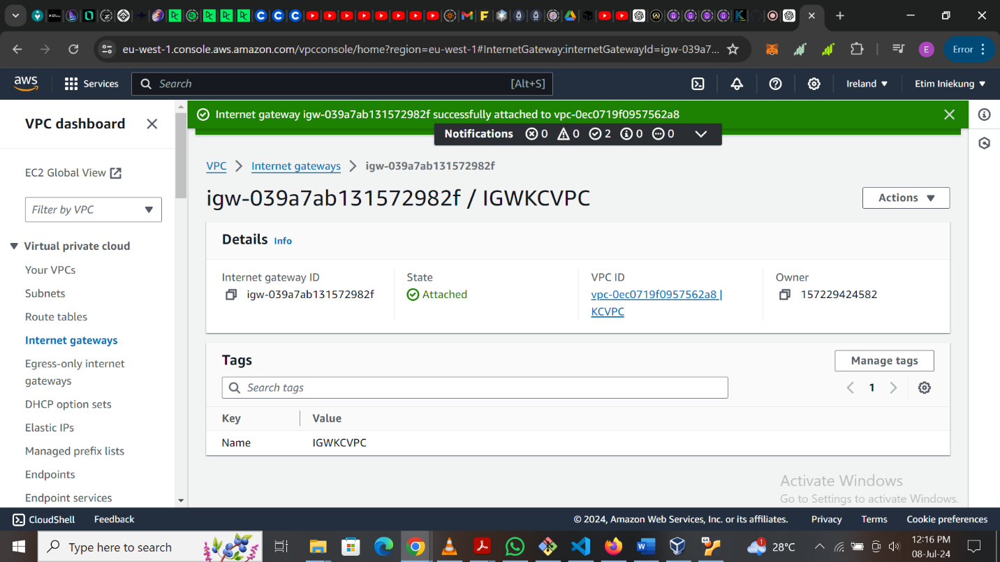 eu-west-1.console.aws.amazon.com/vpcconsole/home?region=eu-west-1#InternetGateway:internetGatewayId=igw-039a7...
E
Error
aws
Services
Search
[Alt+S]
Ireland
Etim Iniekung
VPC dashboard
EC2 Global View
Filter by VPC
Virtual private cloud
Your VPCs
Subnets
Route tables
Internet gateways
Egress-only internet
gateways
DHCP option sets
Elastic IPs
Managed prefix lists
Endpoints
Endpoint services
Internet gateway igw-039a7ab131572982f successfully attached to vpc-0ec0719f0957562a8
Notifications 0 0 2 0 0
VPC > Internet gateways > igw-039a7ab131572982f
igw-039a7ab131572982f / IGWKCVPC
Actions
Details Info
Internet gateway ID
igw-039a7ab131572982f
State
Attached
VPC ID
vpc-0ec0719f0957562a8 |
KCVPC
Owner
157229424582
Tags
Manage tags
Search tags
1
Key Value
Name IGWKCVPC
Activate Windows
Go to Settings to activate Windows.
CloudShell
Feedback
© 2024, Amazon Web Services, Inc. or its affiliates.
Privacy
Terms
Cookie preferences
Type here to search
1
28°C
12:16 PM
08-Jul-24